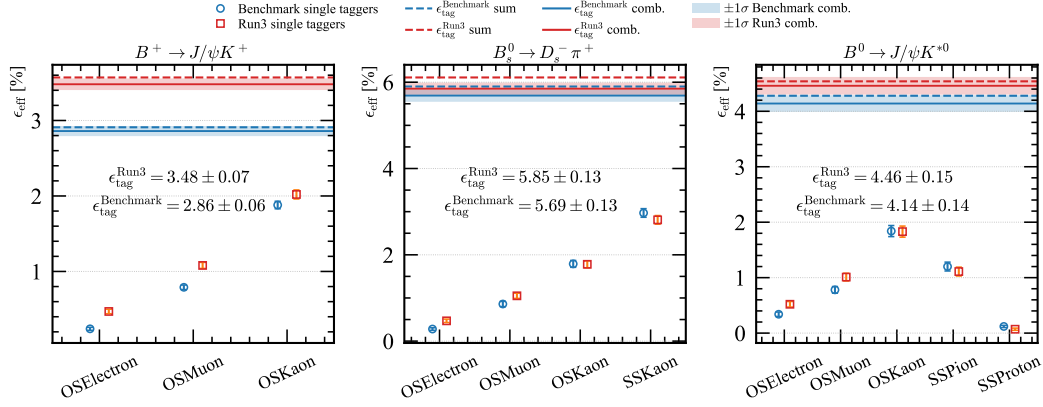 Benchmark single taggers
Run3 single taggers
ϵ_tag^Benchmark sum
ϵ_tag^Run3 sum
ϵ_tag^Benchmark comb.
ϵ_tag^Run3 comb.
±1σ Benchmark comb.
±1σ Run3 comb.
B⁺ → J/ψK⁺
ϵ_eff [%]
3
2
1
ϵ_tag^Run3 = 3.48 ± 0.07
ϵ_tag^Benchmark = 2.86 ± 0.06
OSElectron
OSMuon
OSKaon
B_s^0 → D_s^- π⁺
ϵ_eff [%]
6
4
2
0
ϵ_tag^Run3 = 5.85 ± 0.13
ϵ_tag^Benchmark = 5.69 ± 0.13
OSElectron
OSMuon
OSKaon
SSKaon
B⁰ → J/ψK*⁰
ϵ_eff [%]
4
3
2
1
0
ϵ_tag^Run3 = 4.46 ± 0.15
ϵ_tag^Benchmark = 4.14 ± 0.14
OSElectron
OSMuon
OSKaon
SSPion
SSProton